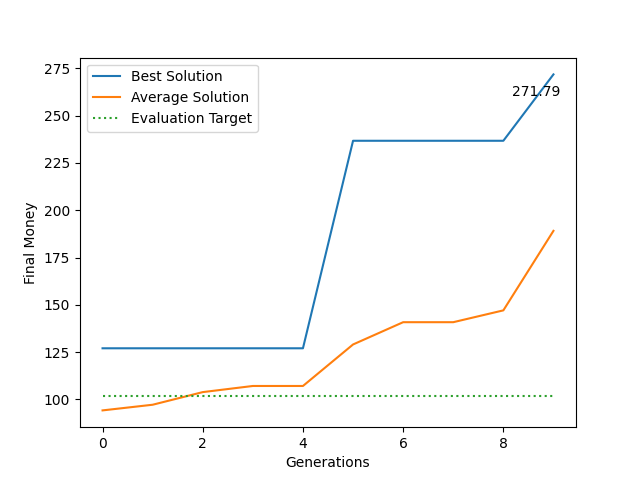 275
250
225
200
175
150
125
100
Final Money
Best Solution
Average Solution
Evaluation Target
271.79
0
2
4
6
8
Generations